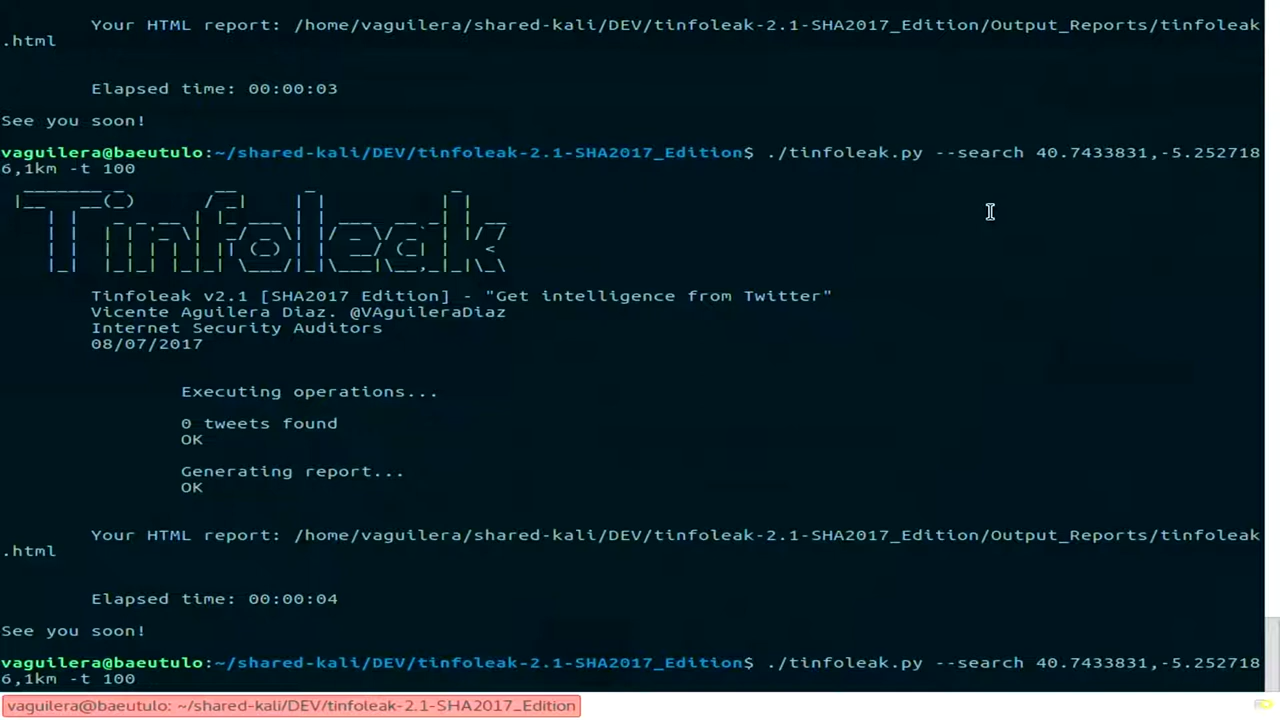 Your HTML report: /home/vaguilera/shared-kali/DEV/tinfoleak-2.1-SHA2017_Edition/Output_Reports/tinfoleak
.html
Elapsed time: 00:00:03
See you soon!
vaguilera@baeutulo:~/shared-kali/DEV/tinfoleak-2.1-SHA2017_Edition$ ./tinfoleak.py --search 40.7433831,-5.252718
6,1km -t 100
Tinfoleak
Tinfoleak v2.1 [SHA2017 Edition] - "Get intelligence from Twitter"
Vicente Aguilera Diaz. @VAguileraDiaz
Internet Security Auditors
08/07/2017
Executing operations...
0 tweets found
OK
Generating report...
OK
Your HTML report: /home/vaguilera/shared-kali/DEV/tinfoleak-2.1-SHA2017_Edition/Output_Reports/tinfoleak
.html
Elapsed time: 00:00:04
See you soon!
vaguilera@baeutulo:~/shared-kali/DEV/tinfoleak-2.1-SHA2017_Edition$ ./tinfoleak.py --search 40.7433831,-5.252718
6,1km -t 100
vaguilera@baeutulo: ~/shared-kali/DEV/tinfoleak-2.1-SHA2017_Edition